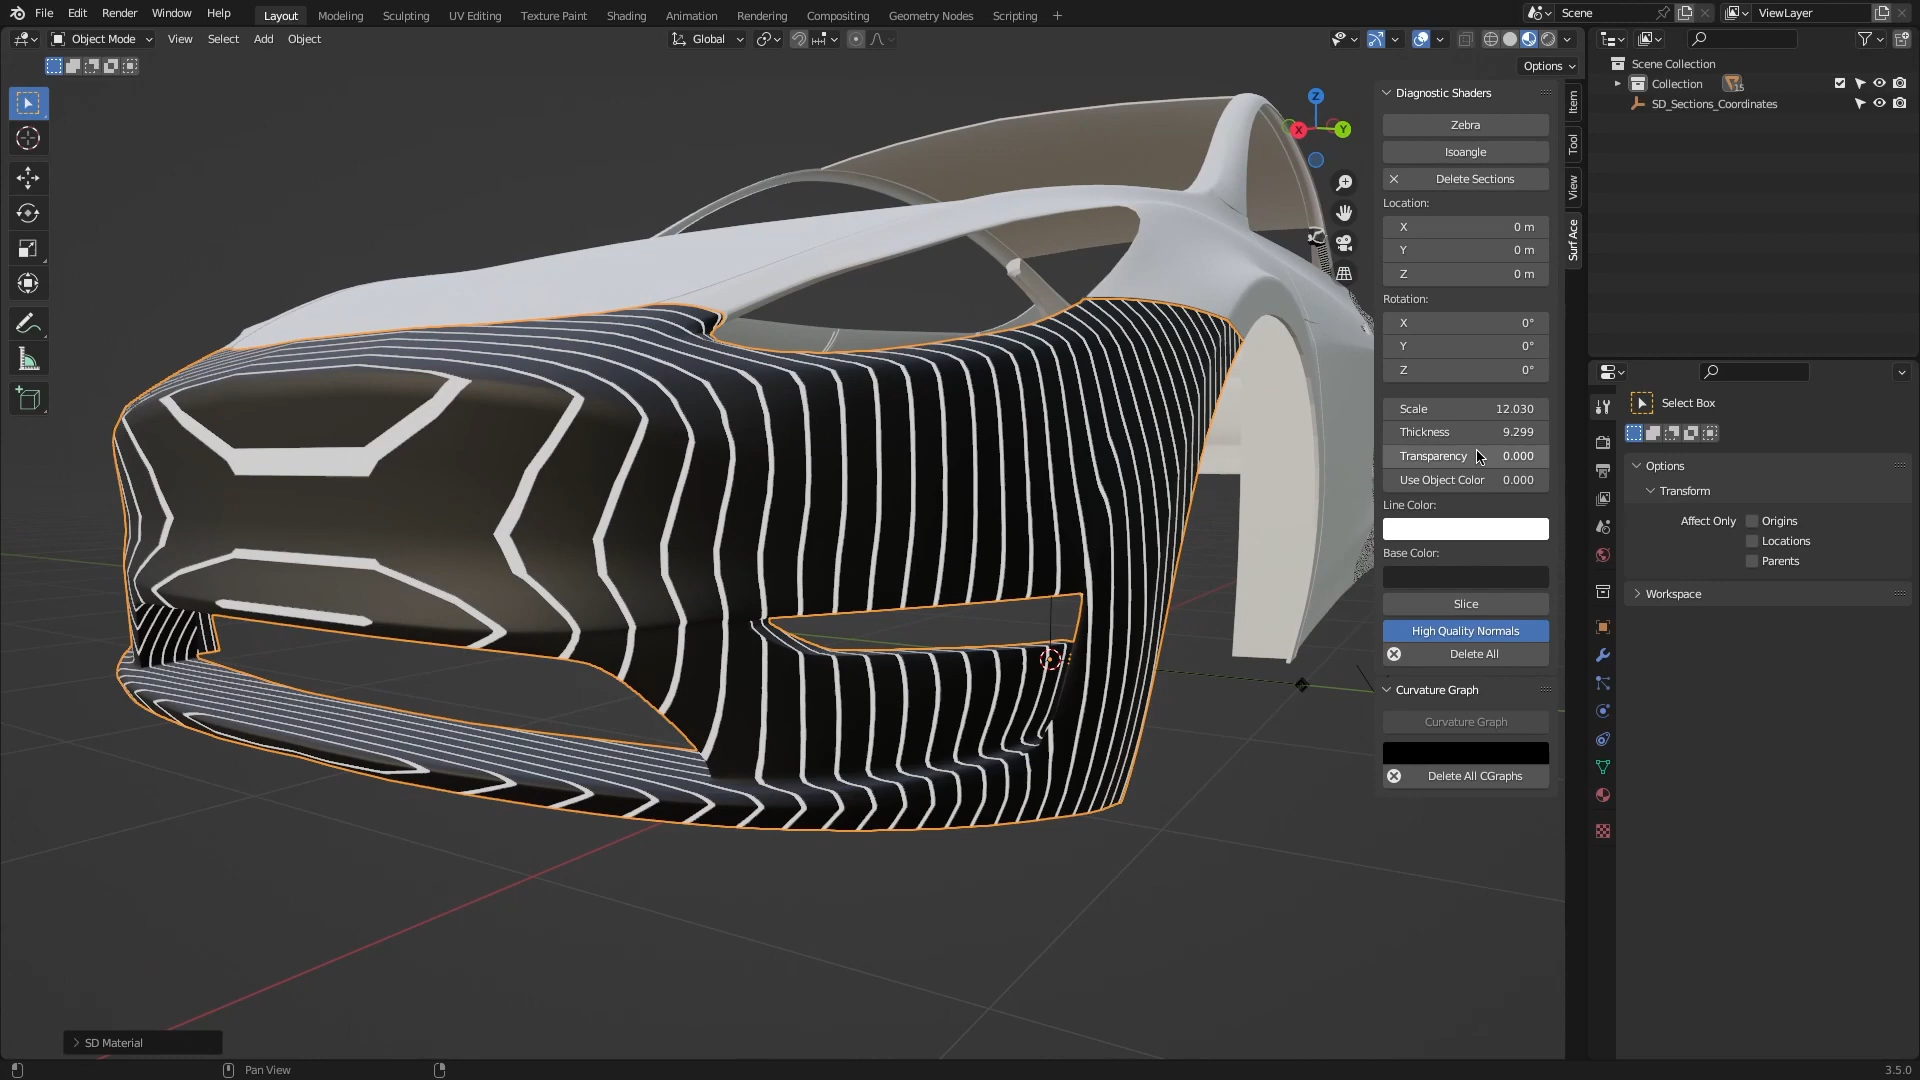 File Edit Render Window Help
Layout Modeling Sculpting UV Editing Texture Paint Shading Animation Rendering Compositing Geometry Nodes Scripting +
Scene
ViewLayer
Object Mode View Select Add Object
Global
Options
Z
X
Y
Item
Tool
View
Surf Ace
Diagnostic Shaders
Zebra
Isoangle
Delete Sections
Location:
X 0 m
Y 0 m
Z 0 m
Rotation:
X 0°
Y 0°
Z 0°
Scale 12.030
Thickness 9.299
Transparency 0.000
Use Object Color 0.000
Line Color:
Base Color:
Slice
High Quality Normals
Delete All
Curvature Graph
Curvature Graph
Delete All CGraphs
Scene Collection
Collection 15
SD_Sections_Coordinates
Select Box
Options
Transform
Affect Only Origins
Locations
Parents
Workspace
SD Material
Pan View
3.5.0